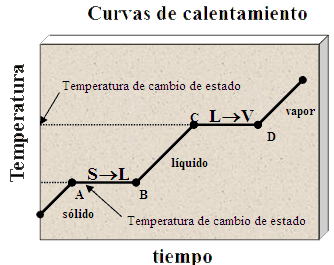 Curvas de calentamiento
Temperatura
Temperatura de cambio de estado
C L→V
D
vapor
líquido
S→L
A
B
sólido
Temperatura de cambio de estado
tiempo